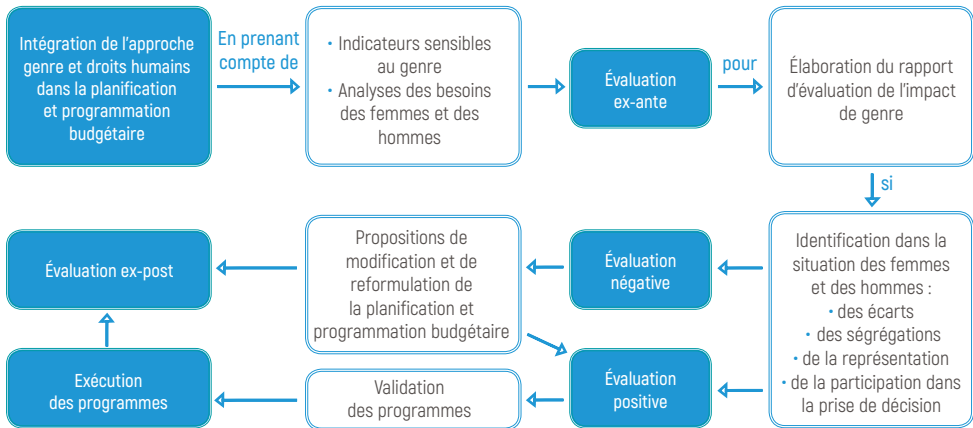 Intégration de l'approche
genre et droits humains
dans la planification
et programmation
budgétaire
En prenant
compte de
• Indicateurs sensibles
au genre
• Analyses des besoins
des femmes et des
hommes
Évaluation
ex-ante
pour
Élaboration du rapport
d'évaluation de l'impact
de genre
si
Identification dans la
situation des femmes
et des hommes :
• des écarts
• des ségrégations
• de la représentation
• de la participation dans
la prise de décision
Évaluation
négative
Propositions de
modification et de
reformulation de
la planification et
programmation budgétaire
Évaluation ex-post
Évaluation
positive
Validation
des programmes
Exécution
des programmes